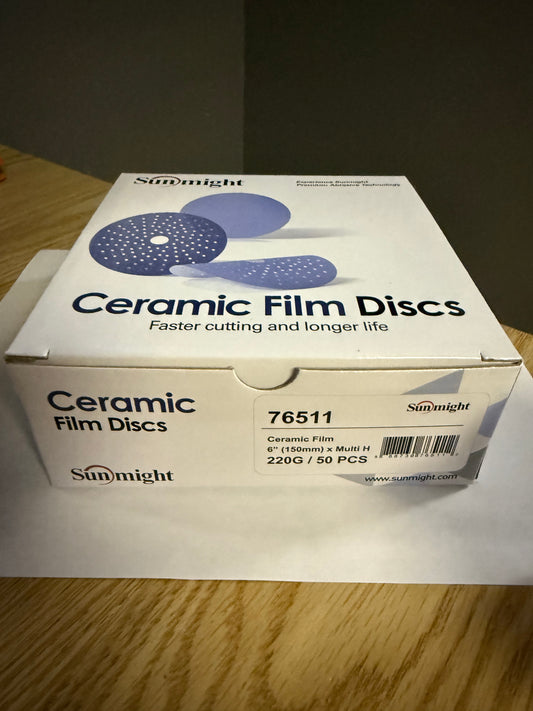 Sunmight
Experience Sunmight
Premium Abrasive Technology
Ceramic Film Discs
Faster cutting and longer life
Ceramic
Film Discs
Sunmight
76511
Sunmight
Ceramic Film
6" (150mm) x Multi H
220G / 50 PCS
www.sunmight.com